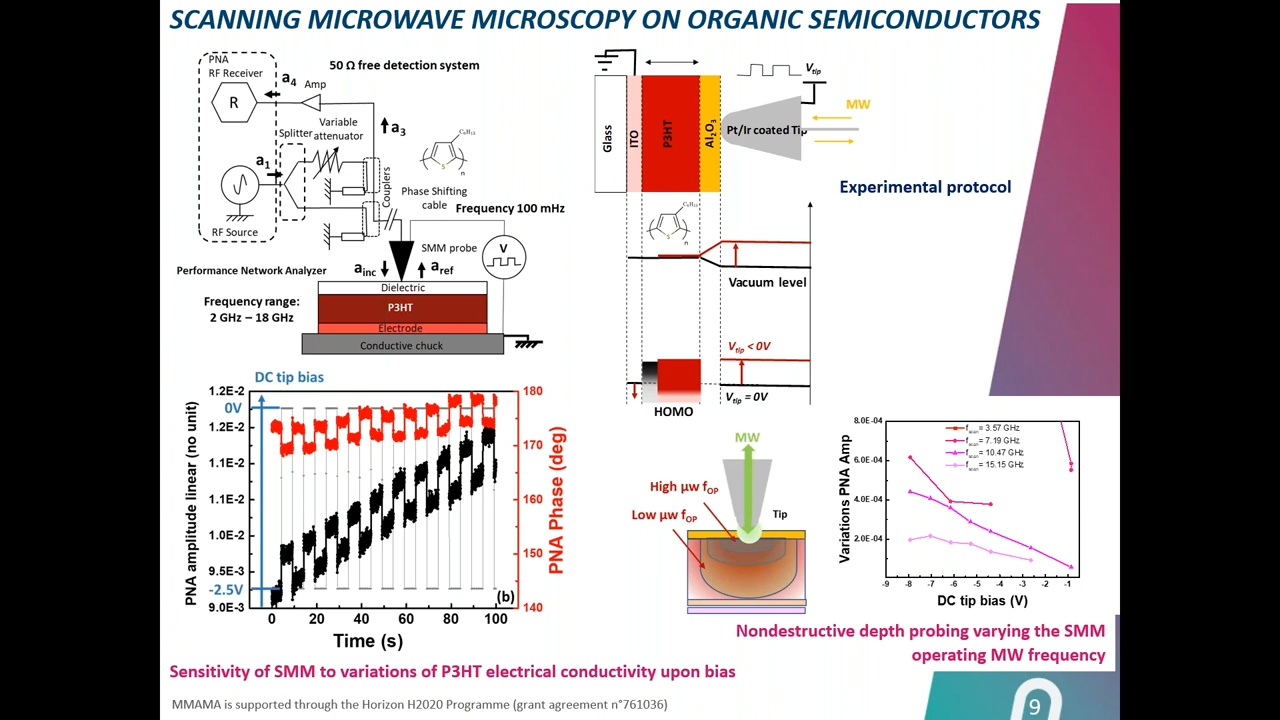 SCANNING MICROWAVE MICROSCOPY ON ORGANIC SEMICONDUCTORS
PNA
RF Receiver
50 Ω free detection system
a4
Amp
R
Variable
attenuator
Splitter
a3
C6H13
S
n
a1
Couplers
Phase Shifting
cable
Frequency 100 mHz
RF Source
SMM probe
V
Performance Network Analyzer
ainc
aref
Dielectric
Frequency range:
2 GHz – 18 GHz
P3HT
Electrode
Conductive chuck
Glass
ITO
P3HT
Al2O3
Vtip
MW
Pt/Ir coated Tip
Experimental protocol
C6H13
S
n
Vacuum level
Vtip < 0V
Vtip = 0V
HOMO
DC tip bias
0V
-2.5V
PNA amplitude linear (no unit)
1.2E-2
1.2E-2
1.1E-2
1.1E-2
1.0E-2
9.5E-3
9.0E-3
180
170
160
150
140
PNA Phase (deg)
(b)
0 20 40 60 80 100
Time (s)
MW
High µw fOP
Low µw fOP
Tip
Variations PNA Amp
8.0E-04
6.0E-04
4.0E-04
2.0E-04
= 3.57 GHz
= 7.19 GHz
= 10.47 GHz
= 15.15 GHz
-9 -8 -7 -6 -5 -4 -3 -2 -1
DC tip bias (V)
Nondestructive depth probing varying the SMM
operating MW frequency
Sensitivity of SMM to variations of P3HT electrical conductivity upon bias
MMAMA is supported through the Horizon H2020 Programme (grant agreement n°761036)
9